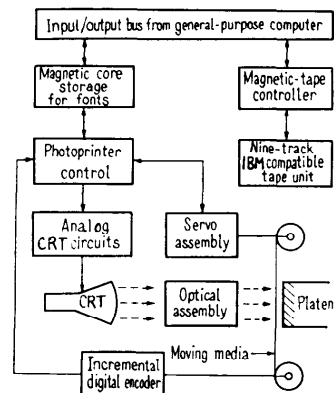 Input/output bus from general-purpose computer
Magnetic core
storage
for fonts
Magnetic-tape
controller
Photoprinter
control
Nine-track
IBM compatible
tape unit
Analog
CRT circuits
Servo
assembly
CRT
Optical
assembly
Platen
Moving media
Incremental
digital encoder